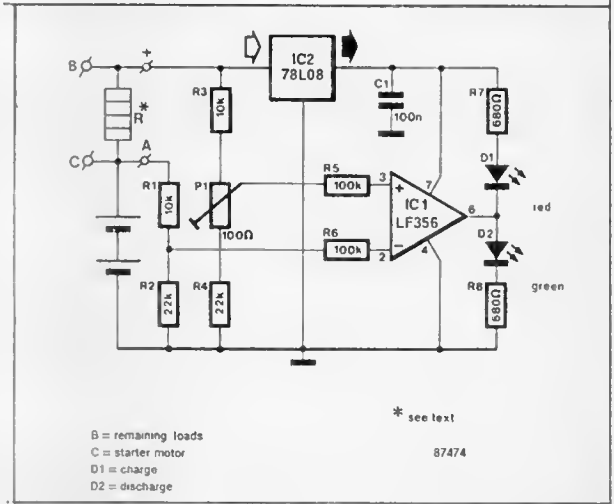 B
+
IC2
78L08
R3
10k
C1
100n
R7
680Ω
R
*
C
A
R1
10k
P1
100Ω
R5
100k
3
+
7
IC1
LF356
6
D1
red
R6
100k
2
−
4
D2
green
R2
22k
R4
22k
R8
680Ω
* see text
B = remaining loads
C = starter motor
D1 = charge
D2 = discharge
87474